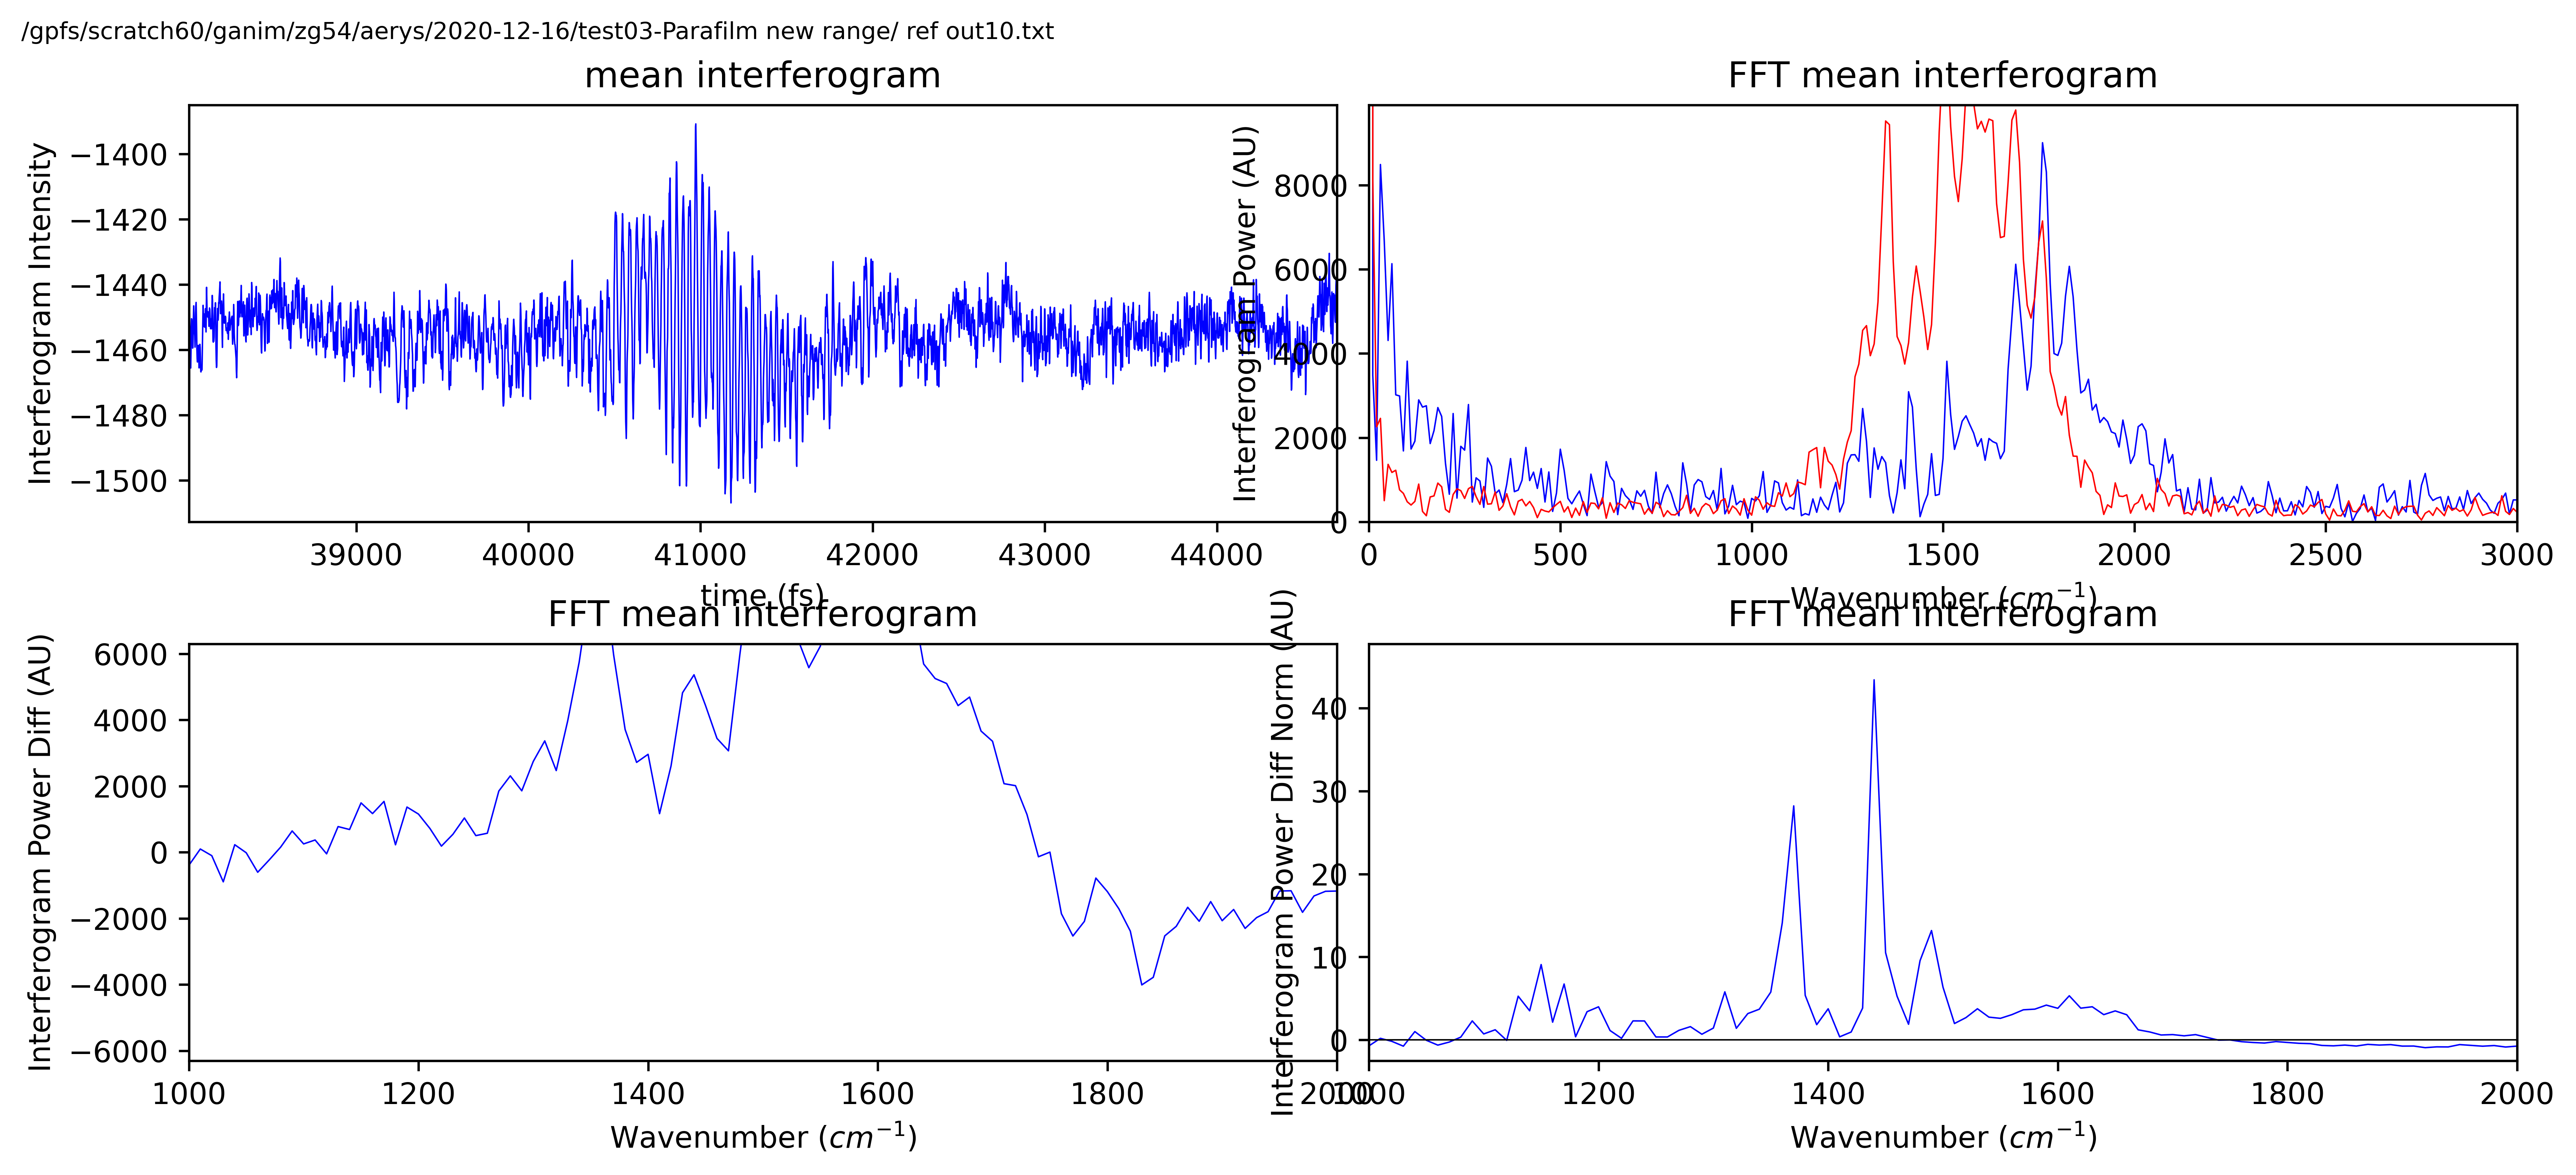 /gpfs/scratch60/ganim/zg54/aerys/2020-12-16/test03-Parafilm new range/ ref out10.txt
mean interferogram
Interferogram Intensity
−1400
−1420
−1440
−1460
−1480
−1500
39000 40000 41000 42000 43000 44000
time (fs)
FFT mean interferogram
Interferogram Power (AU)
8000
6000
4000
2000
0
0 500 1000 1500 2000 2500 3000
Wavenumber (cm⁻¹)
FFT mean interferogram
Interferogram Power Diff (AU)
6000
4000
2000
0
−2000
−4000
−6000
1000 1200 1400 1600 1800 2000
Wavenumber (cm⁻¹)
FFT mean interferogram
Interferogram Power Diff Norm (AU)
40
30
20
10
0
1000 1200 1400 1600 1800 2000
Wavenumber (cm⁻¹)